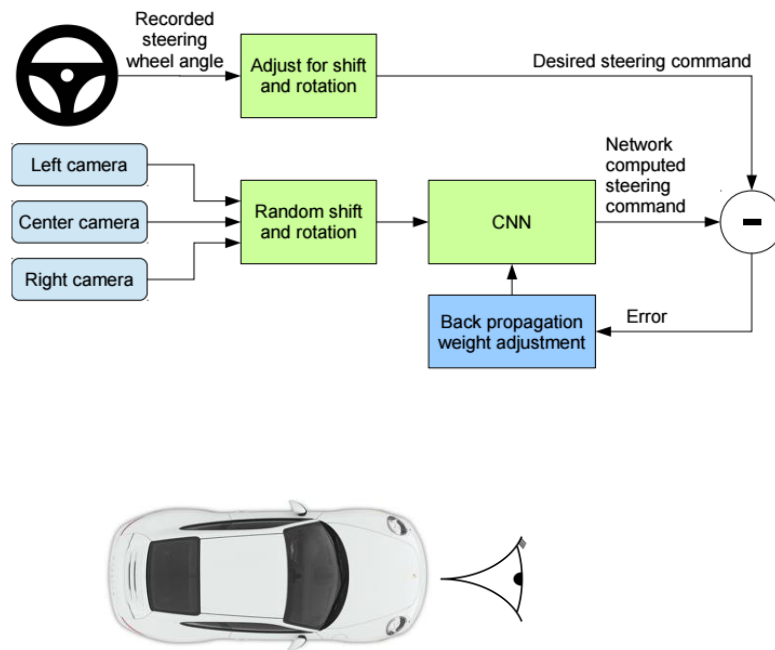 Recorded
steering
wheel angle
Adjust for shift
and rotation
Desired steering command
Left camera
Center camera
Right camera
Random shift
and rotation
CNN
Network
computed
steering
command
-
Back propagation
weight adjustment
Error